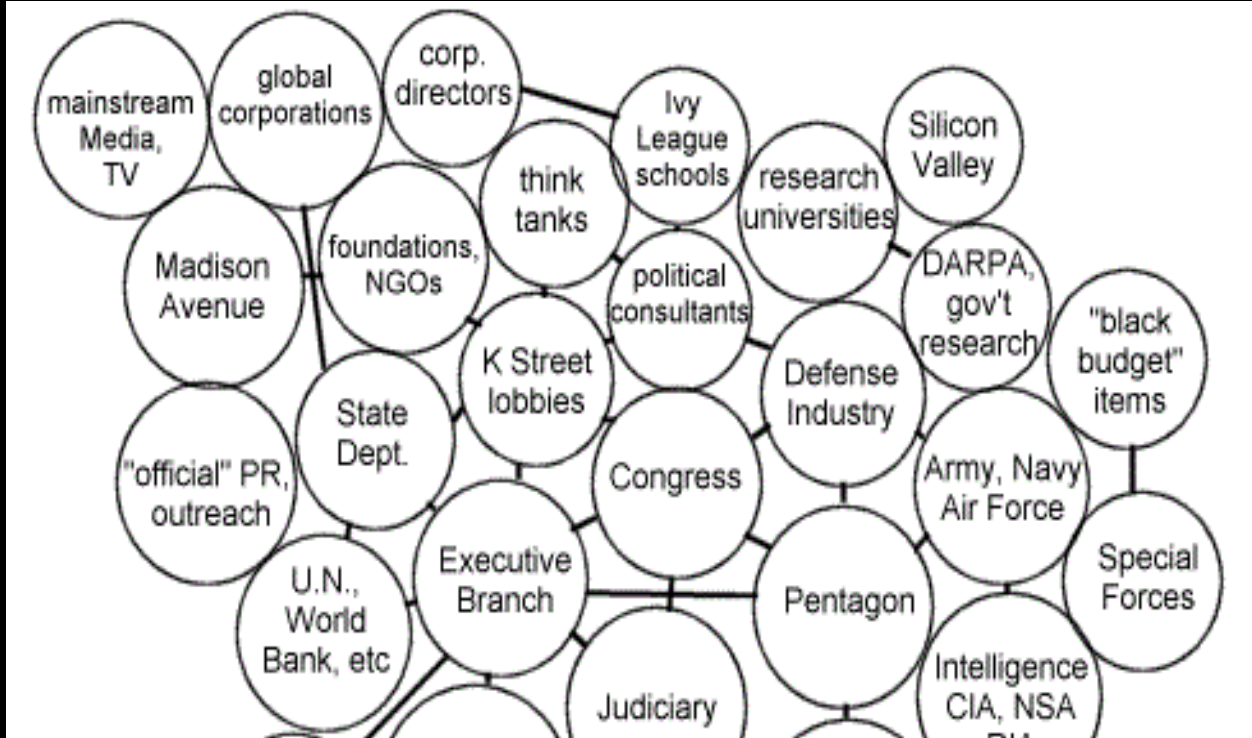 mainstream
Media,
TV
global
corporations
corp.
directors
Ivy
League
schools
Silicon
Valley
think
tanks
research
universities
Madison
Avenue
foundations,
NGOs
political
consultants
DARPA,
gov't
research
"black
budget"
items
K Street
lobbies
Defense
Industry
State
Dept.
"official" PR,
outreach
Congress
Army, Navy
Air Force
Executive
Branch
U.N.,
World
Bank, etc
Pentagon
Special
Forces
Judiciary
Intelligence
CIA, NSA